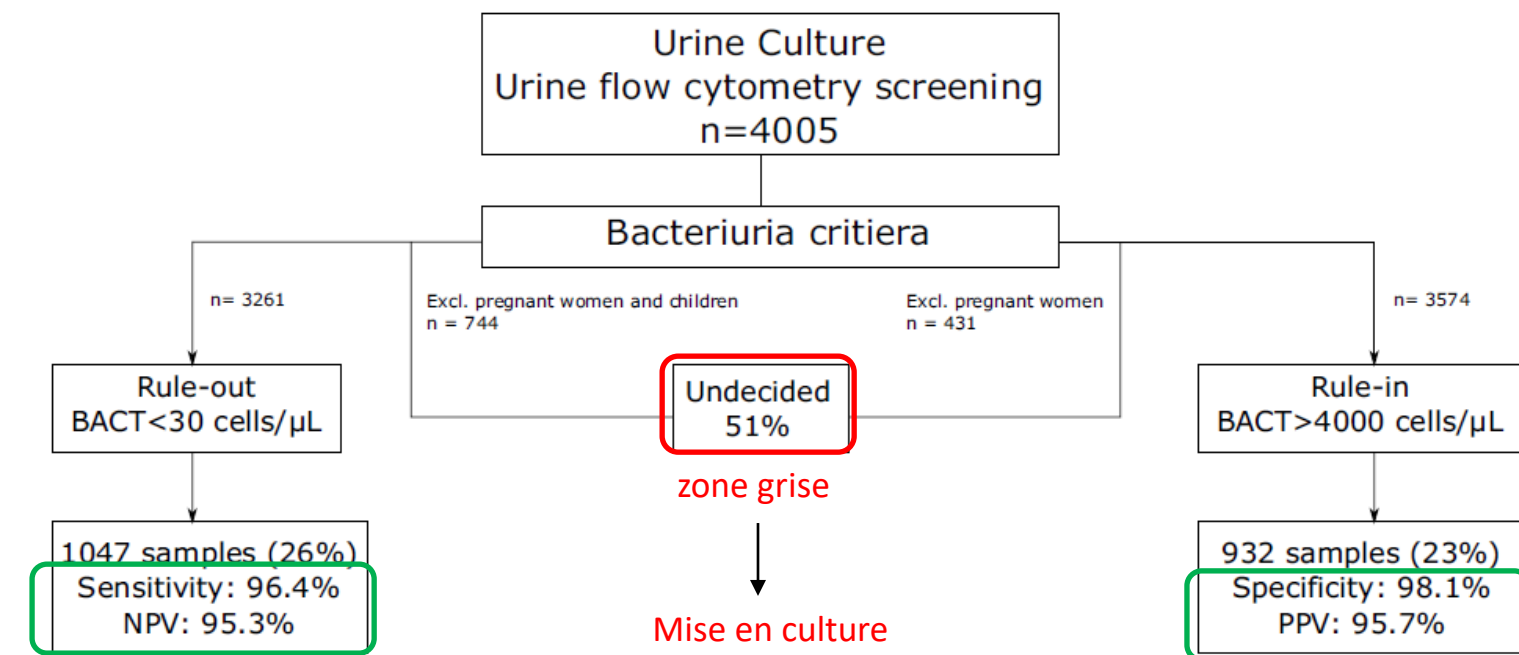 Urine Culture
Urine flow cytometry screening
n=4005
Bacteriuria critiera
n= 3261
Excl. pregnant women and children
n = 744
Excl. pregnant women
n = 431
n= 3574
Rule-out
BACT<30 cells/µL
Undecided
51%
Rule-in
BACT>4000 cells/µL
zone grise
1047 samples (26%)
Sensitivity: 96.4%
NPV: 95.3%
Mise en culture
932 samples (23%)
Specificity: 98.1%
PPV: 95.7%